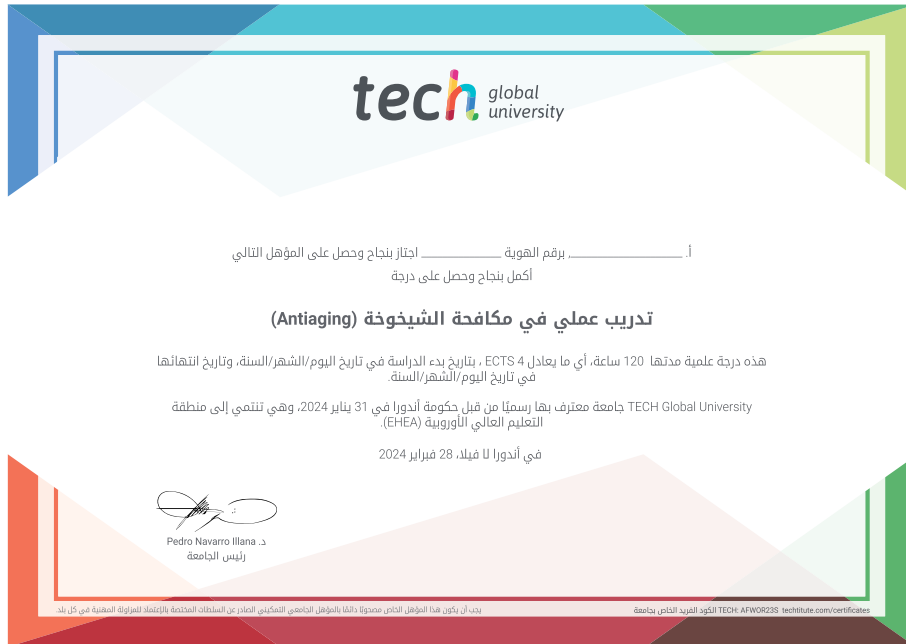 tech global university
أ. ____________________, برقم الهوية ______________ اجتاز بنجاح وحصل على المؤهل التالي
أكمل بنجاح وحصل على درجة
تدريب عملي في مكافحة الشيخوخة (Antiaging)
هذه درجة علمية مدتها 120 ساعة، أي ما يعادل 4 ECTS ، بتاريخ بدء الدراسة في تاريخ اليوم/الشهر/السنة، وتاريخ انتهائها
في تاريخ اليوم/الشهر/السنة.
TECH Global University جامعة معترف بها رسميًا من قبل حكومة أندورا في 31 يناير 2024، وهي تنتمي إلى منطقة
التعليم العالي الأوروبية (EHEA).
في أندورا لا فيلا، 28 فبراير 2024
د. Pedro Navarro Illana
رئيس الجامعة
يجب أن يكون هذا المؤهل الخاص مصحوبًا دائمًا بالمؤهل الجامعي التمكيني الصادر عن السلطات المختصة بالإعتماد للمزاولة المهنية في كل بلد.
الكود الفريد الخاص بجامعة TECH: AFWOR23S techtitute.com/certificates